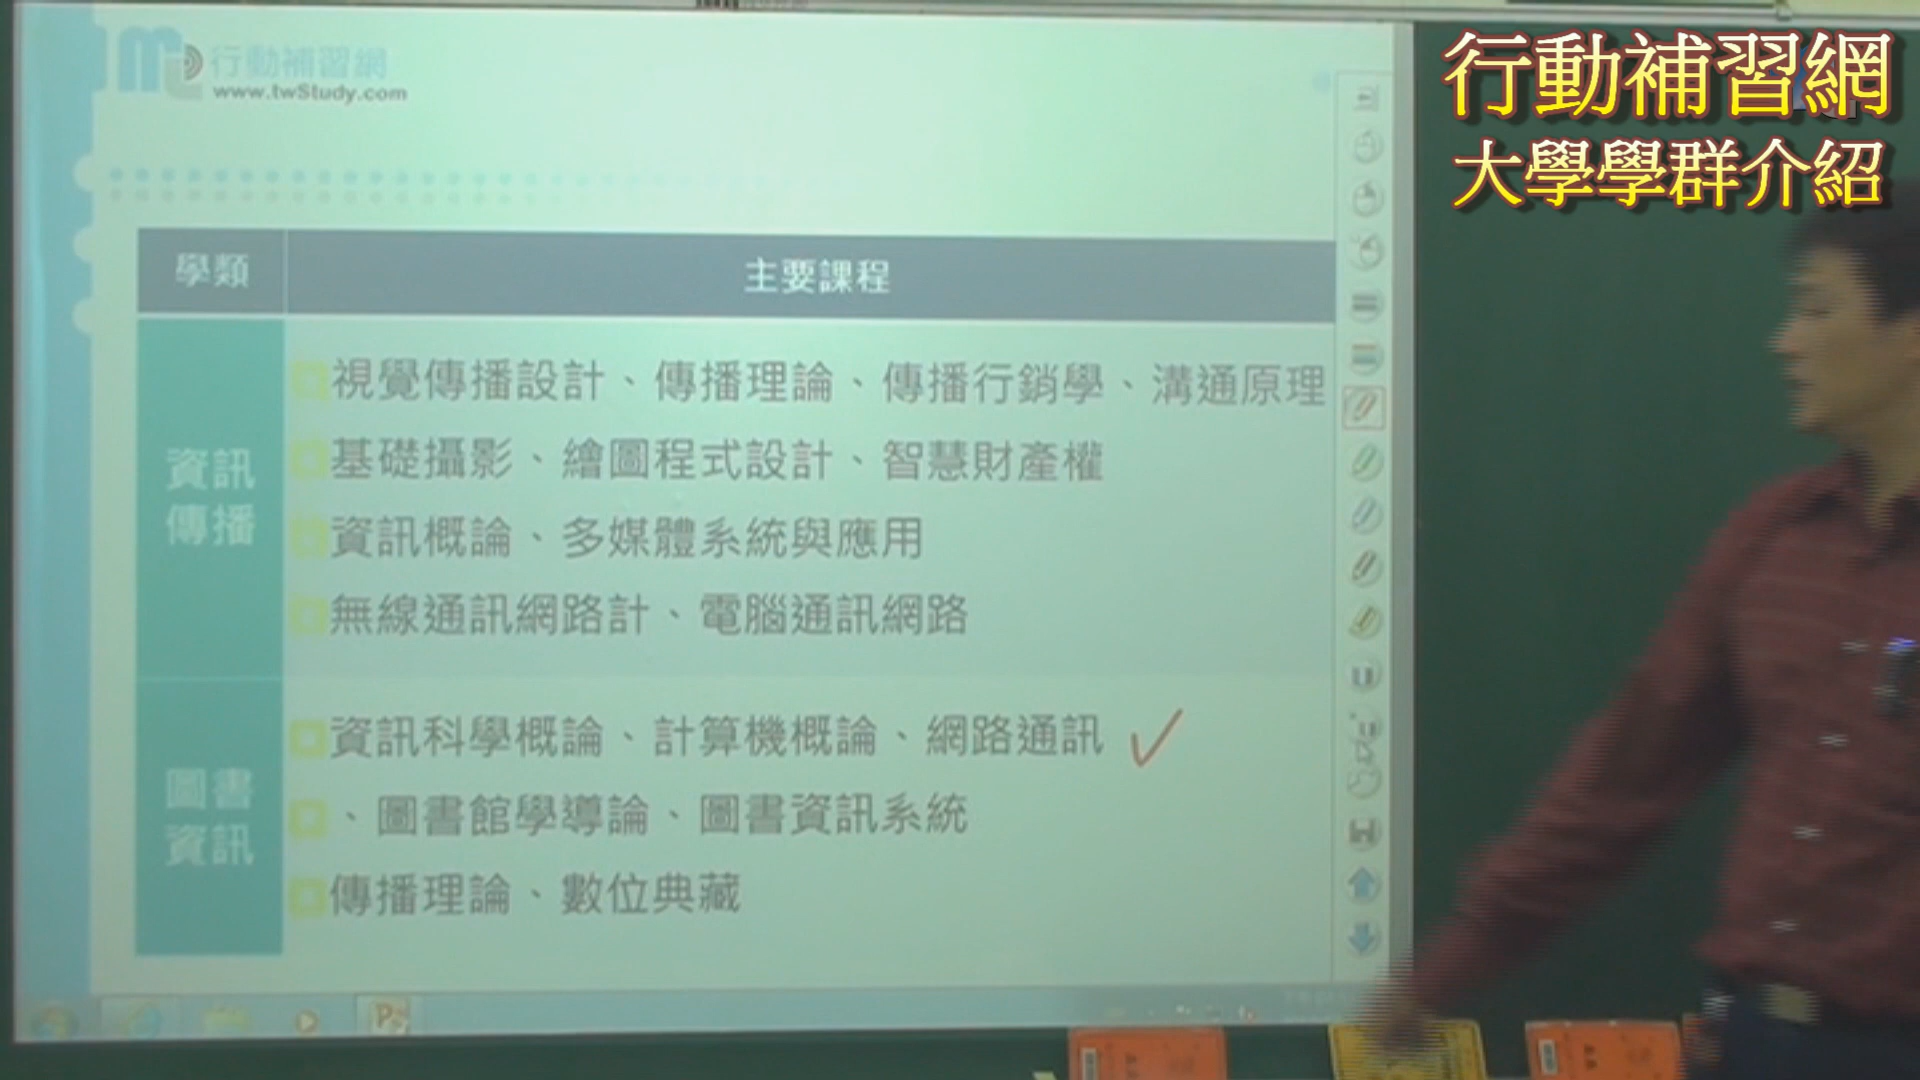 行動補習網
www.twStudy.com
行動補習網
大學學群介紹
學類
主要課程
資訊
傳播
視覺傳播設計、傳播理論、傳播行銷學、溝通原理
基礎攝影、繪圖程式設計、智慧財產權
資訊概論、多媒體系統與應用
無線通訊網路計、電腦通訊網路
圖書
資訊
資訊科學概論、計算機概論、網路通訊
、圖書館學導論、圖書資訊系統
傳播理論、數位典藏